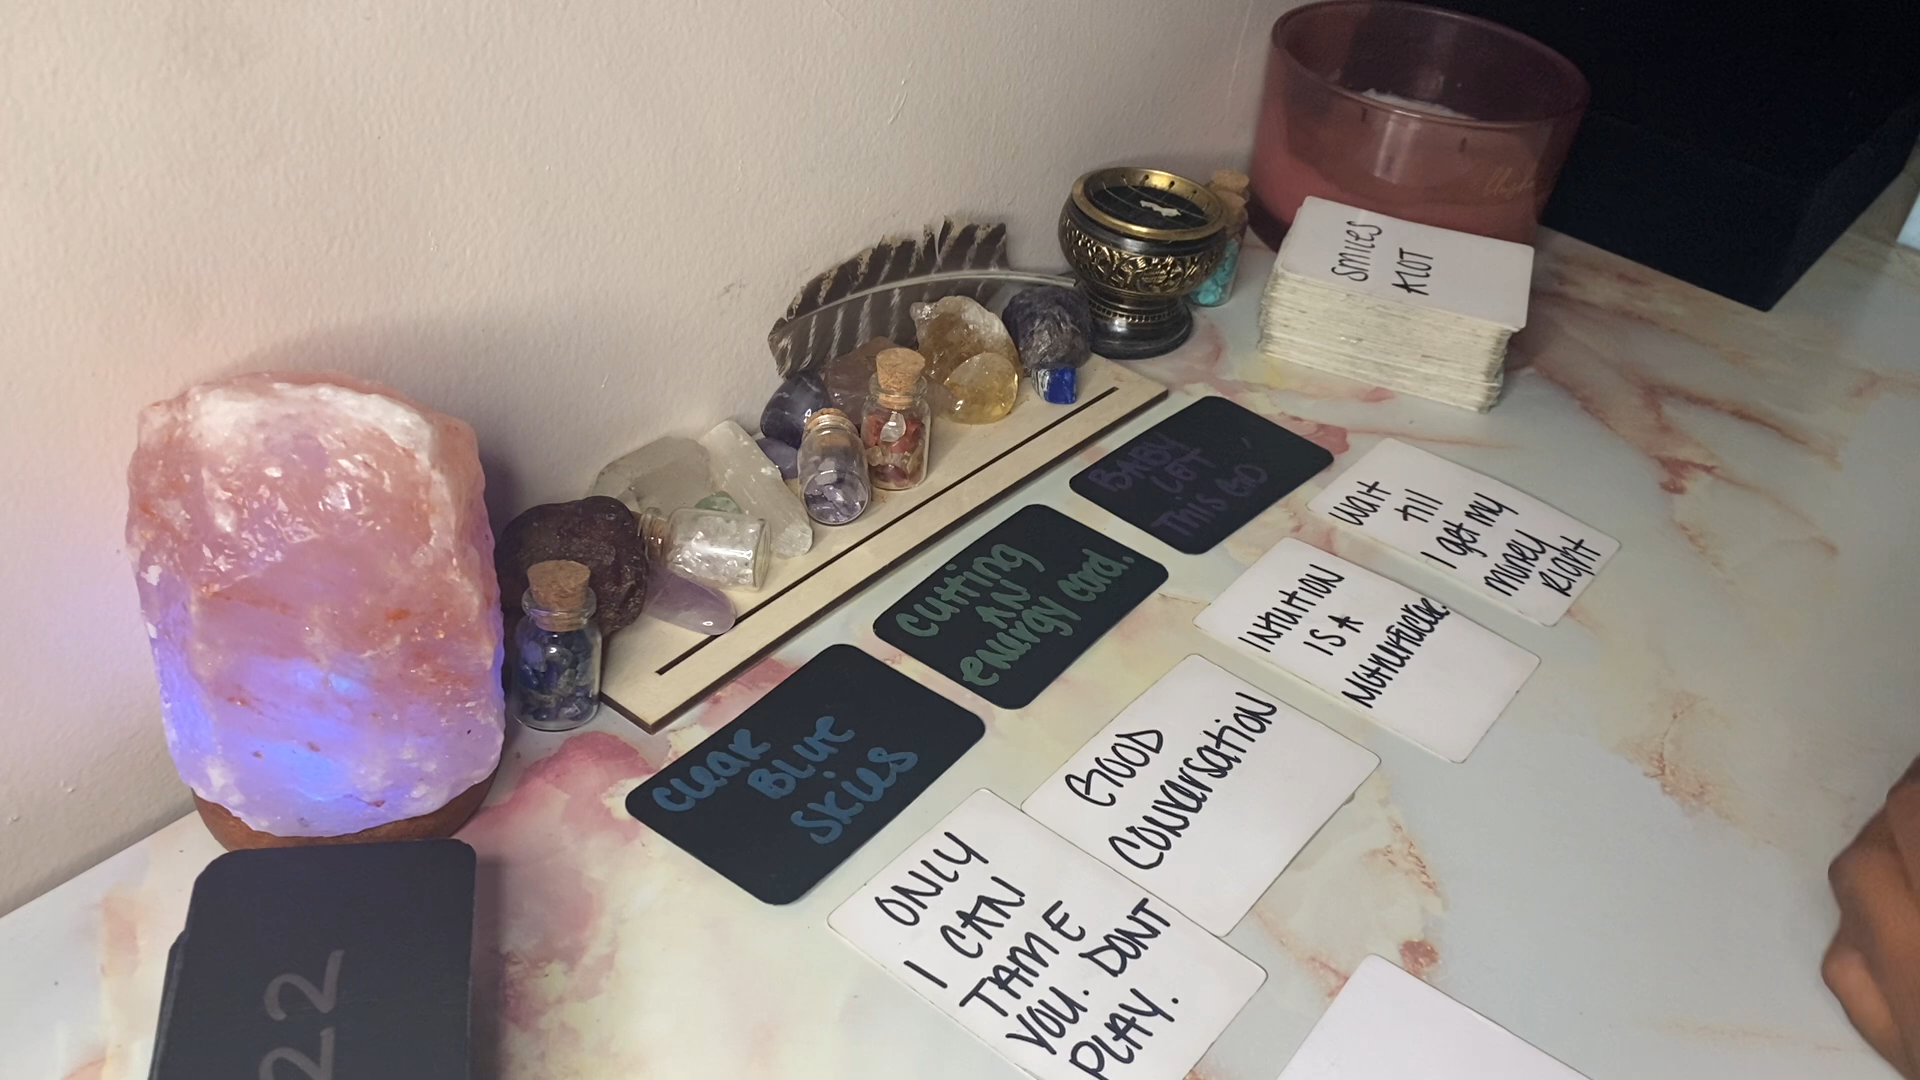 SMILES
A LOT
BABY
LET
THIS GO
WAIT
till
I get my
money
Right
Cutting
AN
energy cord.
INtuition
IS A
Motherfucker.
Clear
BLUE
SKIES
GOOD
Conversation
ONLY
I CAN
TAME
YOU. DONT
PLAY.
22